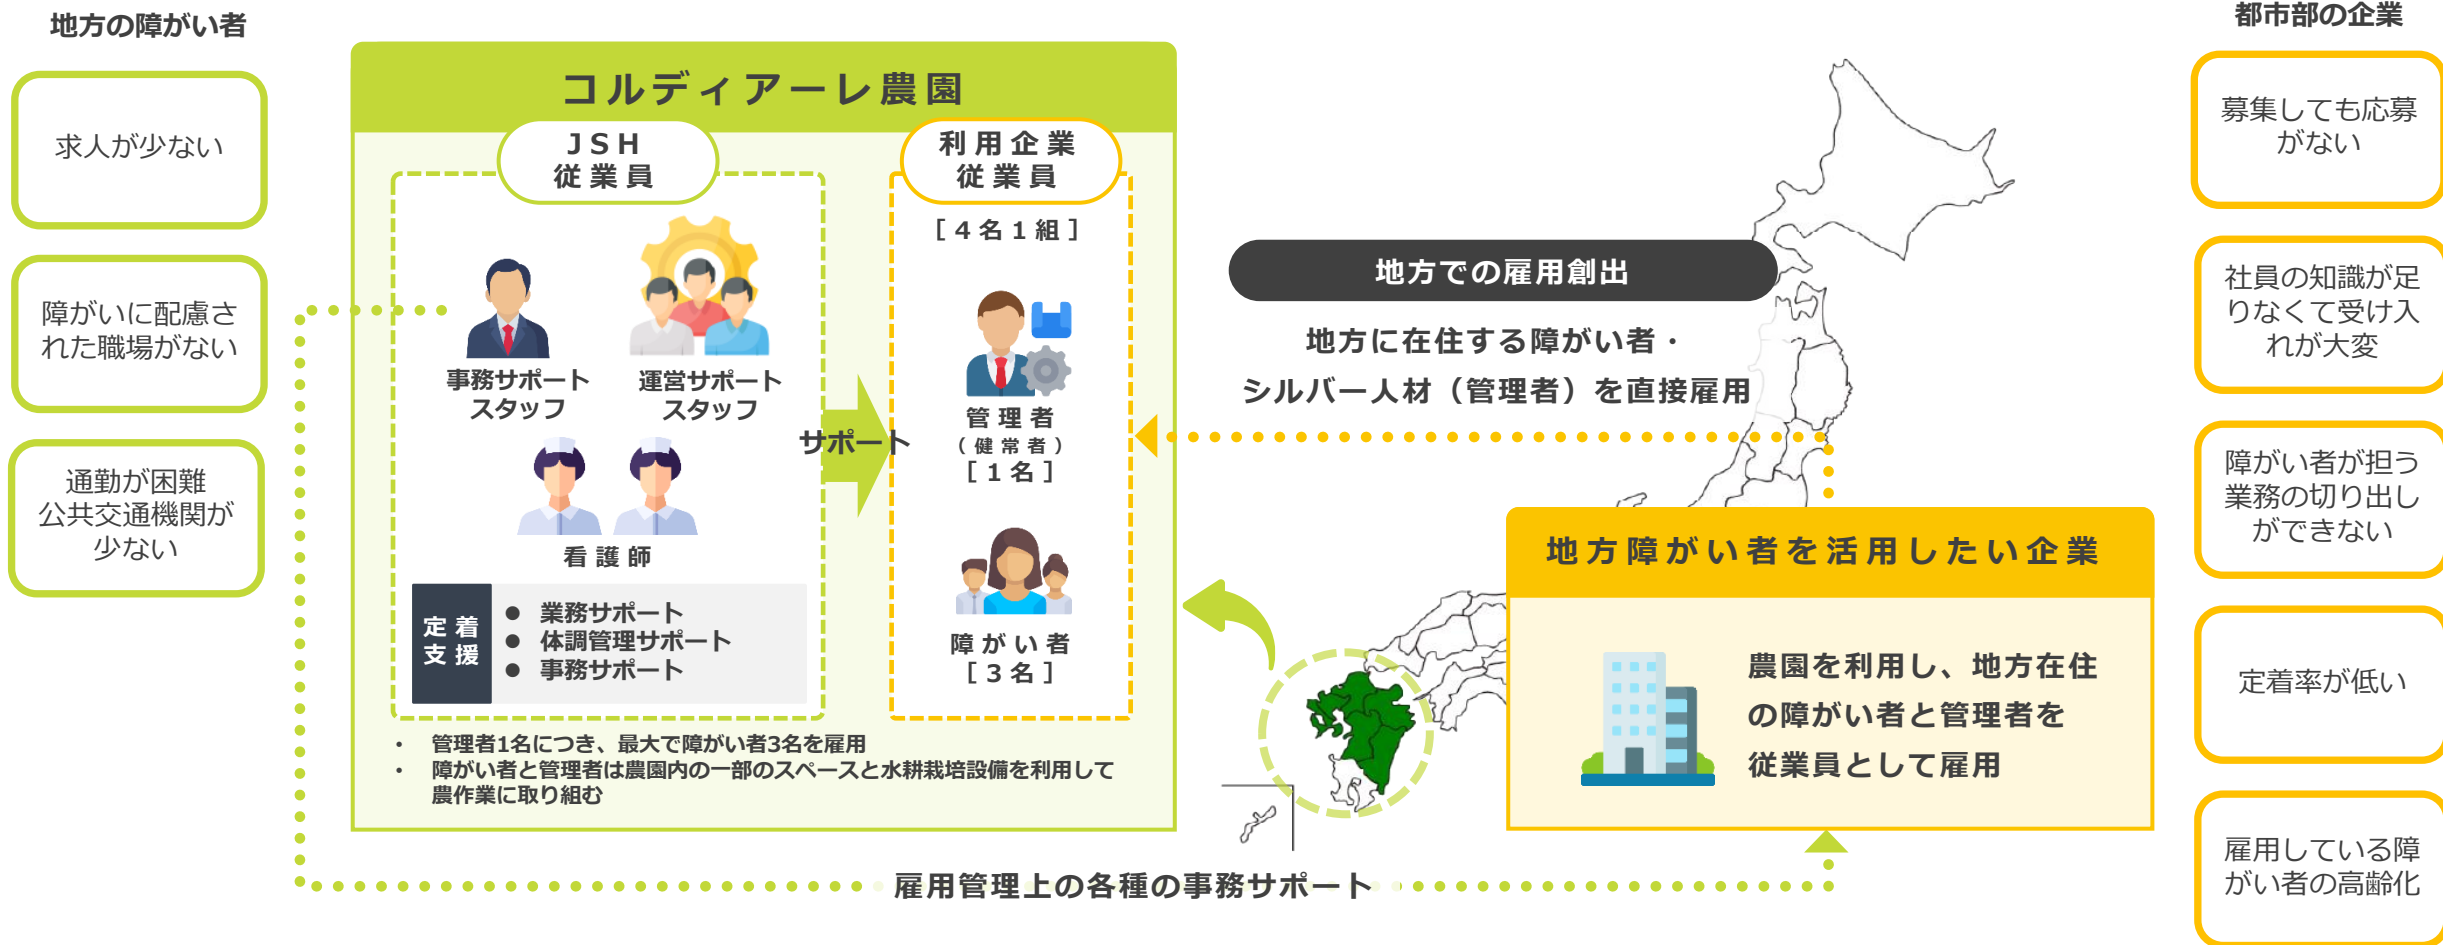 地方の障がい者
求人が少ない
障がいに配慮さ
れた職場がない
通勤が困難
公共交通機関が
少ない
コルディアーレ農園
JSH
従業員
事務サポート
スタッフ
運営サポート
スタッフ
看護師
定着
支援
● 業務サポート
● 体調管理サポート
● 事務サポート
サポート
利用企業
従業員
[4名1組]
管理者
(健常者)
[1名]
障がい者
[3名]
・ 管理者1名につき、最大で障がい者3名を雇用
・ 障がい者と管理者は農園内の一部のスペースと水耕栽培設備を利用して
農作業に取り組む
地方での雇用創出
地方に在住する障がい者・
シルバー人材（管理者）を直接雇用
地方障がい者を活用したい企業
農園を利用し、地方在住
の障がい者と管理者を
従業員として雇用
雇用管理上の各種の事務サポート
都市部の企業
募集しても応募
がない
社員の知識が足
りなくて受け入
れが大変
障がい者が担う
業務の切り出し
ができない
定着率が低い
雇用している障
がい者の高齢化